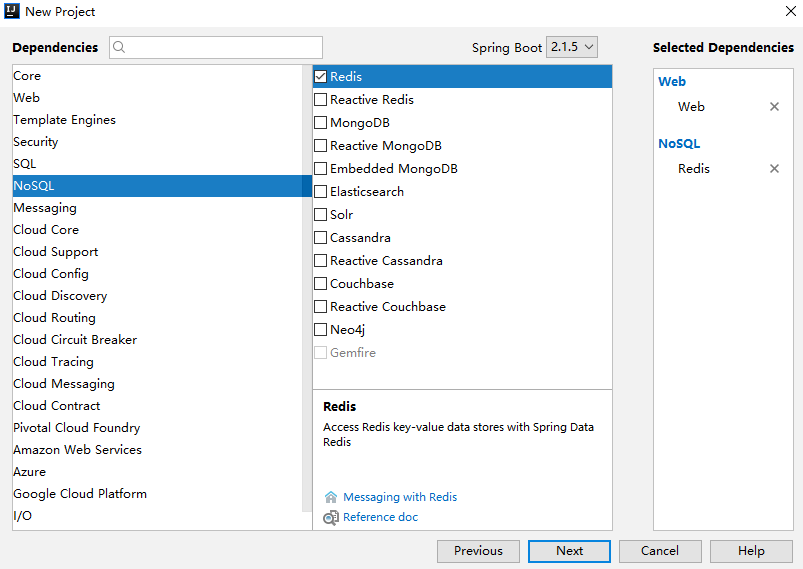 New Project
Dependencies
Spring Boot 2.1.5
Selected Dependencies
Core
Web
Template Engines
Security
SQL
NoSQL
Messaging
Cloud Core
Cloud Support
Cloud Config
Cloud Discovery
Cloud Routing
Cloud Circuit Breaker
Cloud Tracing
Cloud Messaging
Cloud Contract
Pivotal Cloud Foundry
Amazon Web Services
Azure
Google Cloud Platform
I/O
Redis
Reactive Redis
MongoDB
Reactive MongoDB
Embedded MongoDB
Elasticsearch
Solr
Cassandra
Reactive Cassandra
Couchbase
Reactive Couchbase
Neo4j
Gemfire
Redis
Access Redis key-value data stores with Spring Data
Redis
Messaging with Redis
Reference doc
Web
Web
NoSQL
Redis
Previous
Next
Cancel
Help